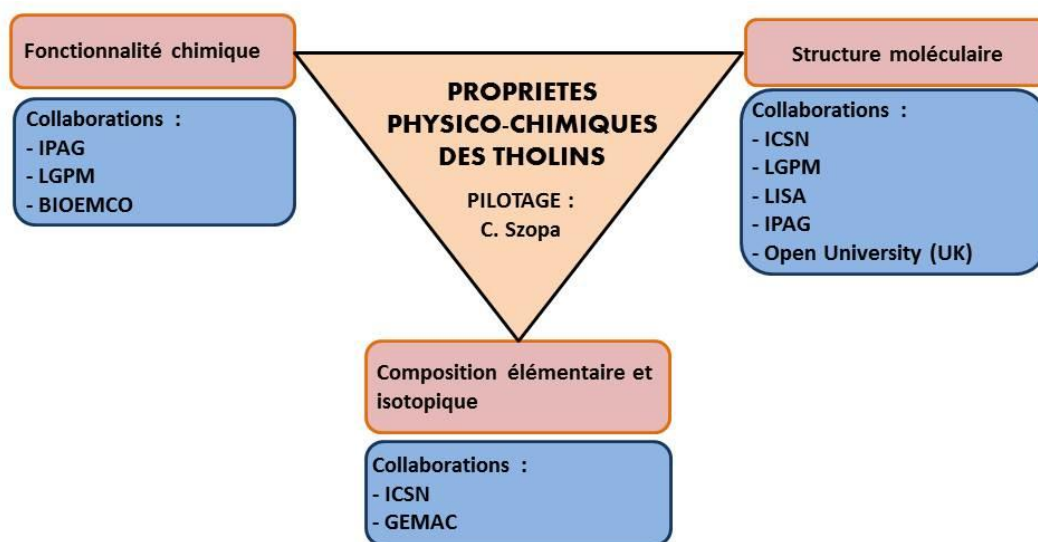 Fonctionnalité chimique
Collaborations :
- IPAG
- LGPM
- BIOEMCO
PROPRIETES
PHYSICO-CHIMIQUES
DES THOLINS
PILOTAGE :
C. Szopa
Structure moléculaire
Collaborations :
- ICSN
- LGPM
- LISA
- IPAG
- Open University (UK)
Composition élémentaire et
isotopique
Collaborations :
- ICSN
- GEMAC